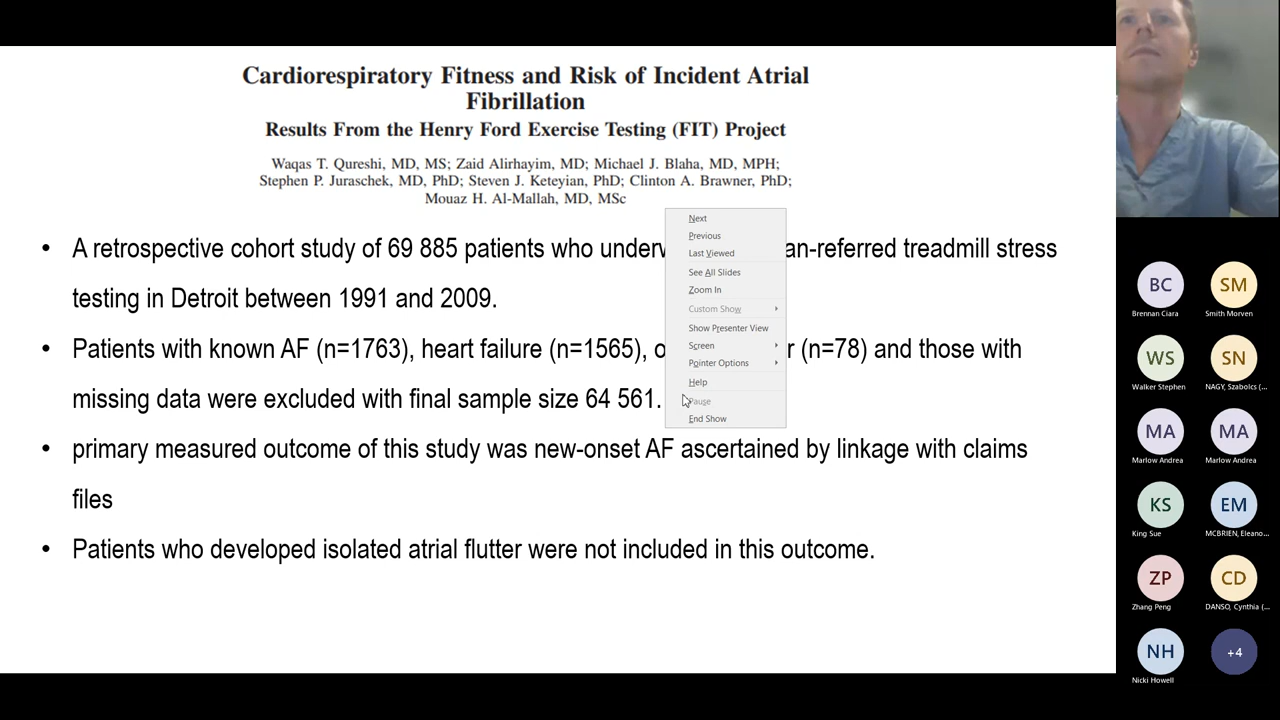 Cardiorespiratory Fitness and Risk of Incident Atrial
Fibrillation
Results From the Henry Ford Exercise Testing (FIT) Project
Waqas T. Qureshi, MD, MS; Zaid Alirhayim, MD; Michael J. Blaha, MD, MPH;
Stephen P. Juraschek, MD, PhD; Steven J. Keteyian, PhD; Clinton A. Brawner, PhD;
Mouaz H. Al-Mallah, MD, MSc
• A retrospective cohort study of 69 885 patients who an-referred treadmill stress
testing in Detroit between 1991 and 2009.
• Patients with known AF (n=1763), heart failure (n=1565), (n=78) and those with
missing data were excluded with final sample size 64 561.
• primary measured outcome of this study was new-onset AF ascertained by linkage with claims
files
• Patients who developed isolated atrial flutter were not included in this outcome.
Next
Previous
Last Viewed
See All Slides
Zoom In
Custom Show
Show Presenter View
Screen
Pointer Options
Help
Pause
End Show
BC
Brennan Ciara
SM
Smith Morven
WS
Walker Stephen
SN
NAGY, Szabolcs (...
MA
Marlow Andrea
MA
Marlow Andrea
KS
King Sue
EM
MCBRIEN, Eleano...
ZP
Zhang Peng
CD
DANSO, Cynthia (...
NH
Nicki Howell
+4